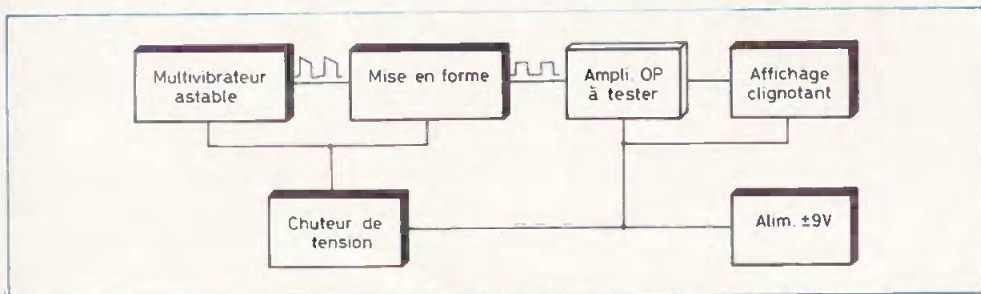 Multivibrateur
astable
Mise en forme
Ampli. OP
à tester
Affichage
clignotant
Chuteur de
tension
Alim. ±9V